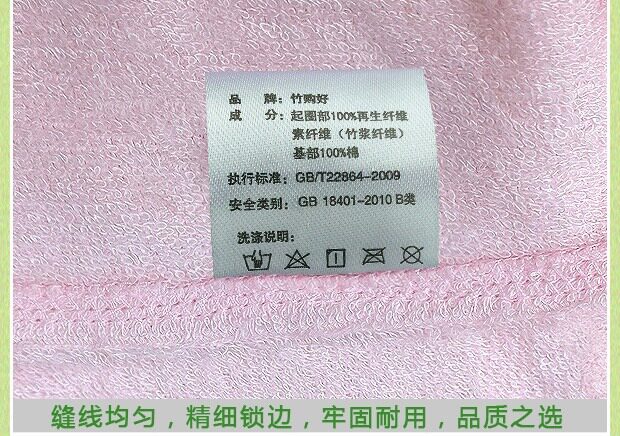 品　牌：竹购好
成　分：起圈部100%再生纤维
素纤维（竹浆纤维）
基部100%棉
执行标准：GB/T22864-2009
安全类别：GB 18401-2010 B类
洗涤说明：
缝线均匀，精细锁边，牢固耐用，品质之选